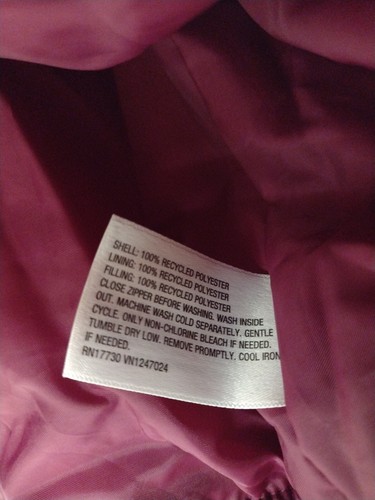 SHELL: 100% RECYCLED POLYESTER
LINING: 100% RECYCLED POLYESTER
FILLING: 100% RECYCLED POLYESTER
CLOSE ZIPPER BEFORE WASHING. WASH INSIDE
OUT. MACHINE WASH COLD SEPARATELY. GENTLE
CYCLE. ONLY NON-CHLORINE BLEACH IF NEEDED.
TUMBLE DRY LOW. REMOVE PROMPTLY. COOL IRON
IF NEEDED.
RN17730 VN1247024